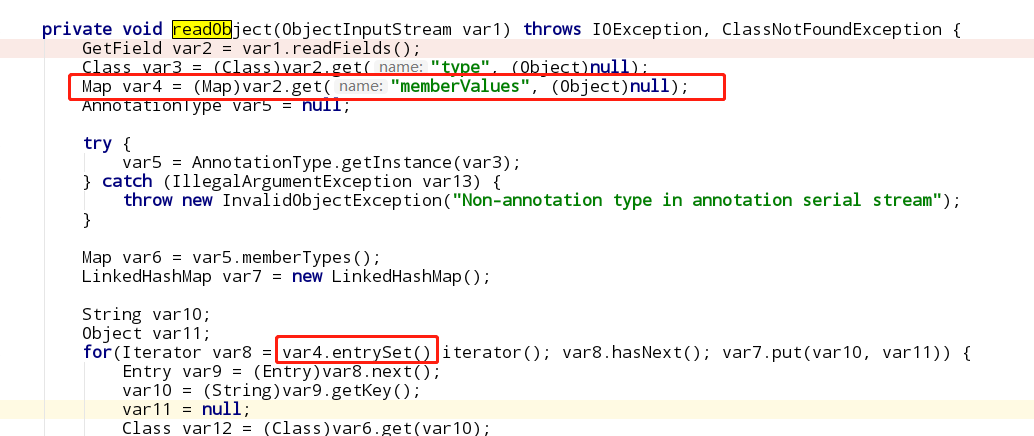 private void readObject(ObjectInputStream var1) throws IOException, ClassNotFoundException {
GetField var2 = var1.readFields();
Class var3 = (Class)var2.get( name: "type", (Object)null);
Map var4 = (Map)var2.get( name: "memberValues", (Object)null);
AnnotationType var5 = null;
try {
var5 = AnnotationType.getInstance(var3);
} catch (IllegalArgumentException var13) {
throw new InvalidObjectException("Non-annotation type in annotation serial stream");
}
Map var6 = var5.memberTypes();
LinkedHashMap var7 = new LinkedHashMap();
String var10;
Object var11;
for(Iterator var8 = var4.entrySet() iterator(); var8.hasNext(); var7.put(var10, var11)) {
Entry var9 = (Entry)var8.next();
var10 = (String)var9.getKey();
var11 = null;
Class var12 = (Class)var6.get(var10);